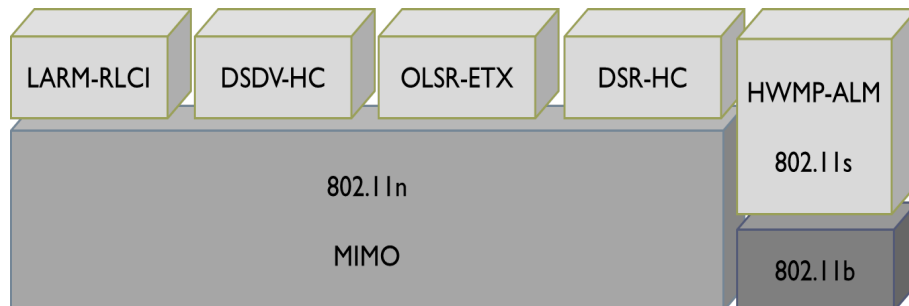 LARM-RLCI
DSDV-HC
OLSR-ETX
DSR-HC
HWMP-ALM
802.11s
802.11n
MIMO
802.11b